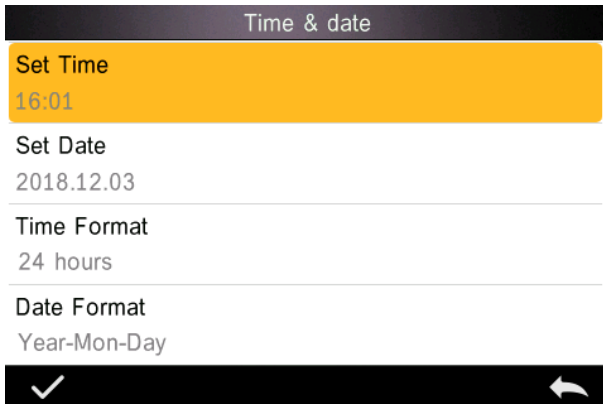 Time & date
Set Time
16:01
Set Date
2018.12.03
Time Format
24 hours
Date Format
Year-Mon-Day